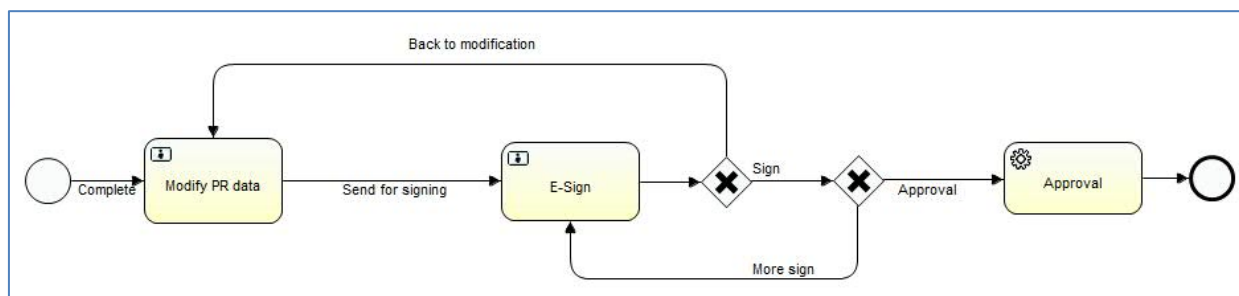 Back to modification
Complete
Modify PR data
Send for signing
E-Sign
Sign
Approval
Approval
More sign